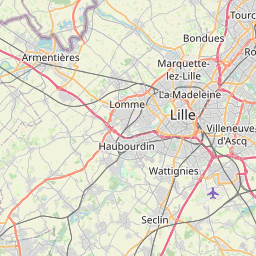 Tourc
Bondues
Marquette-
lez-Lille
Ro
Armentières
La Madeleine
Lomme
Lille
Villeneuve
d'Ascq
Haubourdin
Wattignies
Seclin